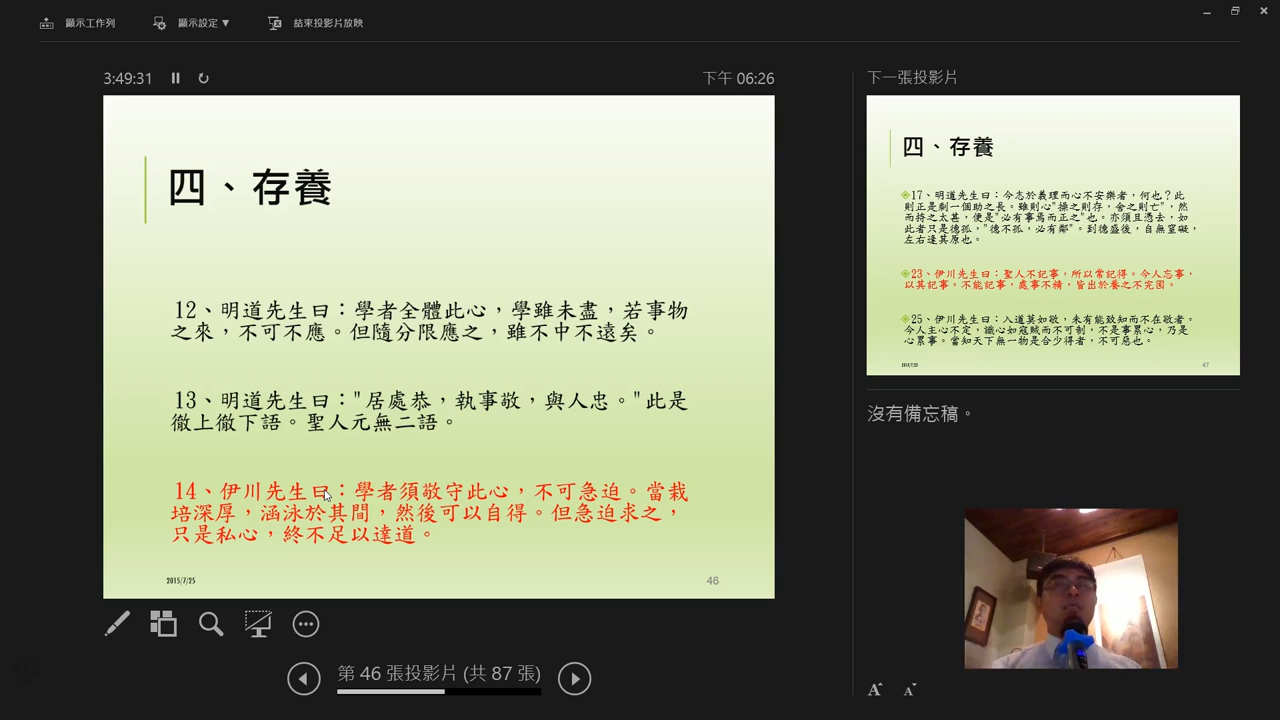 顯示工作列
顯示設定 ▼
結束投影片放映
3:49:31
下午 06:26
四、存養
12、明道先生曰：學者全體此心，學雖未盡，若事物
之來，不可不應。但隨分限應之，雖不中不遠矣。
13、明道先生曰："居處恭，執事敬，與人忠。"此是
徹上徹下語。聖人元無二語。
14、伊川先生曰：學者須敬守此心，不可急迫。當栽
培深厚，涵泳於其間，然後可以自得。但急迫求之，
只是私心，終不足以達道。
2015/7/25
46
第 46 張投影片 (共 87 張)
下一張投影片
四、存養
17、明道先生曰：今志於義理而心不安樂者，何也？此
則正是剩一個助之長。雖則心"操之則存，舍之則亡"，然
而持之太甚，便是"必有事焉而正之"也。亦須且恁去，如
此者只是德孤，"德不孤，必有鄰"。到德盛後，自無窒礙，
左右逢其原也。
23、伊川先生曰：聖人不記事，所以常記得。今人忘事，
以其記事。不能記事，處事不精，皆出於養之不完固。
25、伊川先生曰：入道莫如敬，未有能致知而不在敬者。
今人主心不定，識心如寇賊而不可制，不是事累心，乃是
心累事。當知天下無一物是合少得者，不可惡也。
2015/7/25
47
沒有備忘稿。
A A